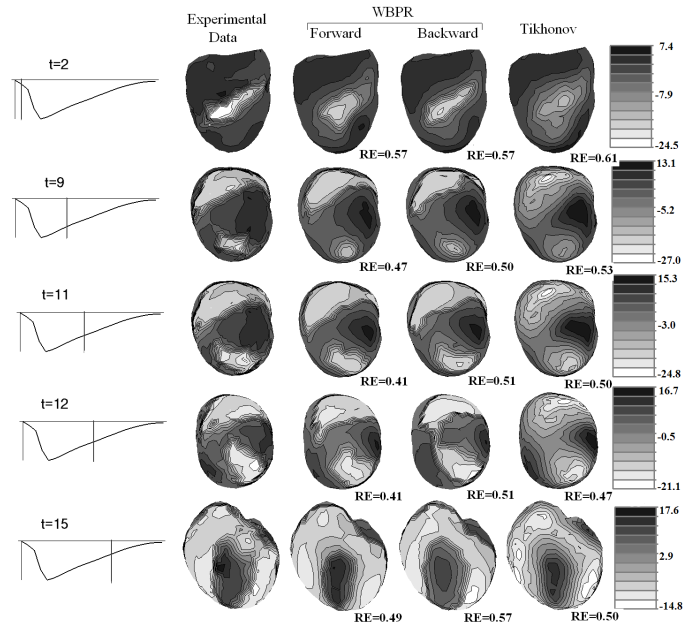 WBPR
Experimental Data
Forward
Backward
Tikhonov
t=2
7.4
-7.9
-24.5
RE=0.57
RE=0.57
RE=0.61
t=9
13.1
-5.2
-27.0
RE=0.47
RE=0.50
RE=0.53
t=11
15.3
-3.0
-24.8
RE=0.41
RE=0.51
RE=0.50
t=12
16.7
-0.5
-21.1
RE=0.41
RE=0.51
RE=0.47
t=15
17.6
2.9
-14.8
RE=0.49
RE=0.57
RE=0.50